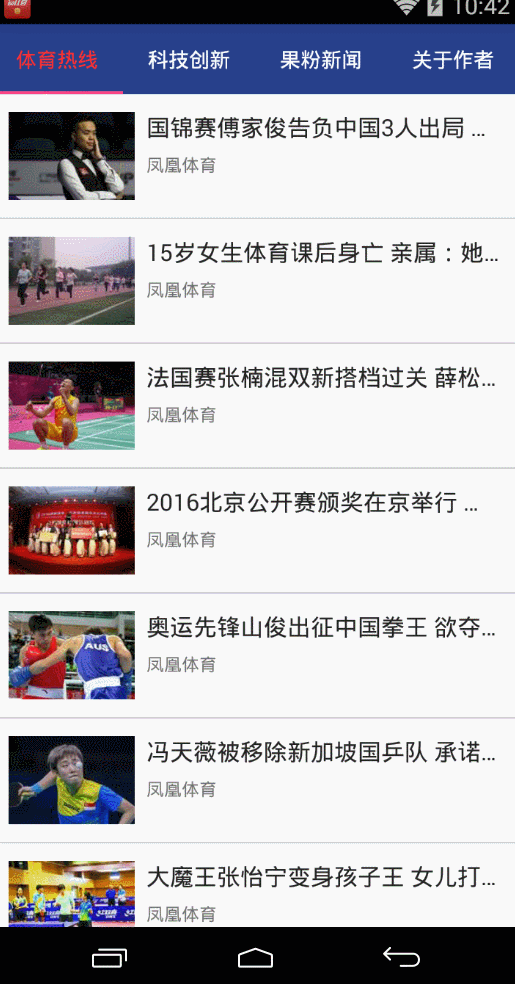 10:42
体育热线 科技创新 果粉新闻 关于作者
国锦赛傅家俊告负中国3人出局 ...
凤凰体育
15岁女生体育课后身亡 亲属：她...
凤凰体育
法国赛张楠混双新搭档过关 薛松...
凤凰体育
2016北京公开赛颁奖在京举行 ...
凤凰体育
奥运先锋山俊出征中国拳王 欲夺...
AUS
凤凰体育
冯天薇被移除新加坡国乒队 承诺...
凤凰体育
大魔王张怡宁变身孩子王 女儿打...
凤凰体育